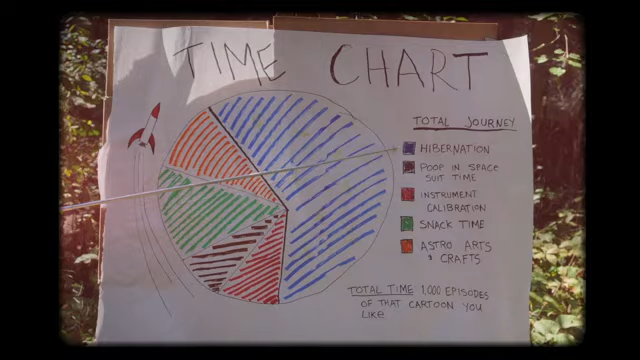 TIME CHART
TOTAL JOURNEY
HIBERNATION
POOP IN SPACE
SUIT TIME
INSTRUMENT
CALIBRATION
SNACK TIME
ASTRO ARTS
& CRAFTS
TOTAL TIME 1,000 EPISODES
OF THAT CARTOON YOU
LIKE